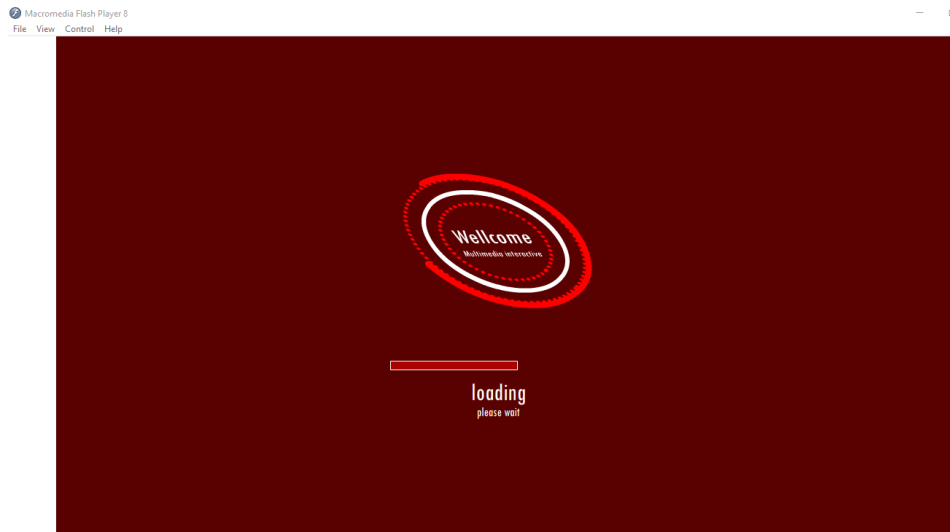 Macromedia Flash Player 8
File View Control Help
Wellcome
Multimedia interactive
loading
please wait